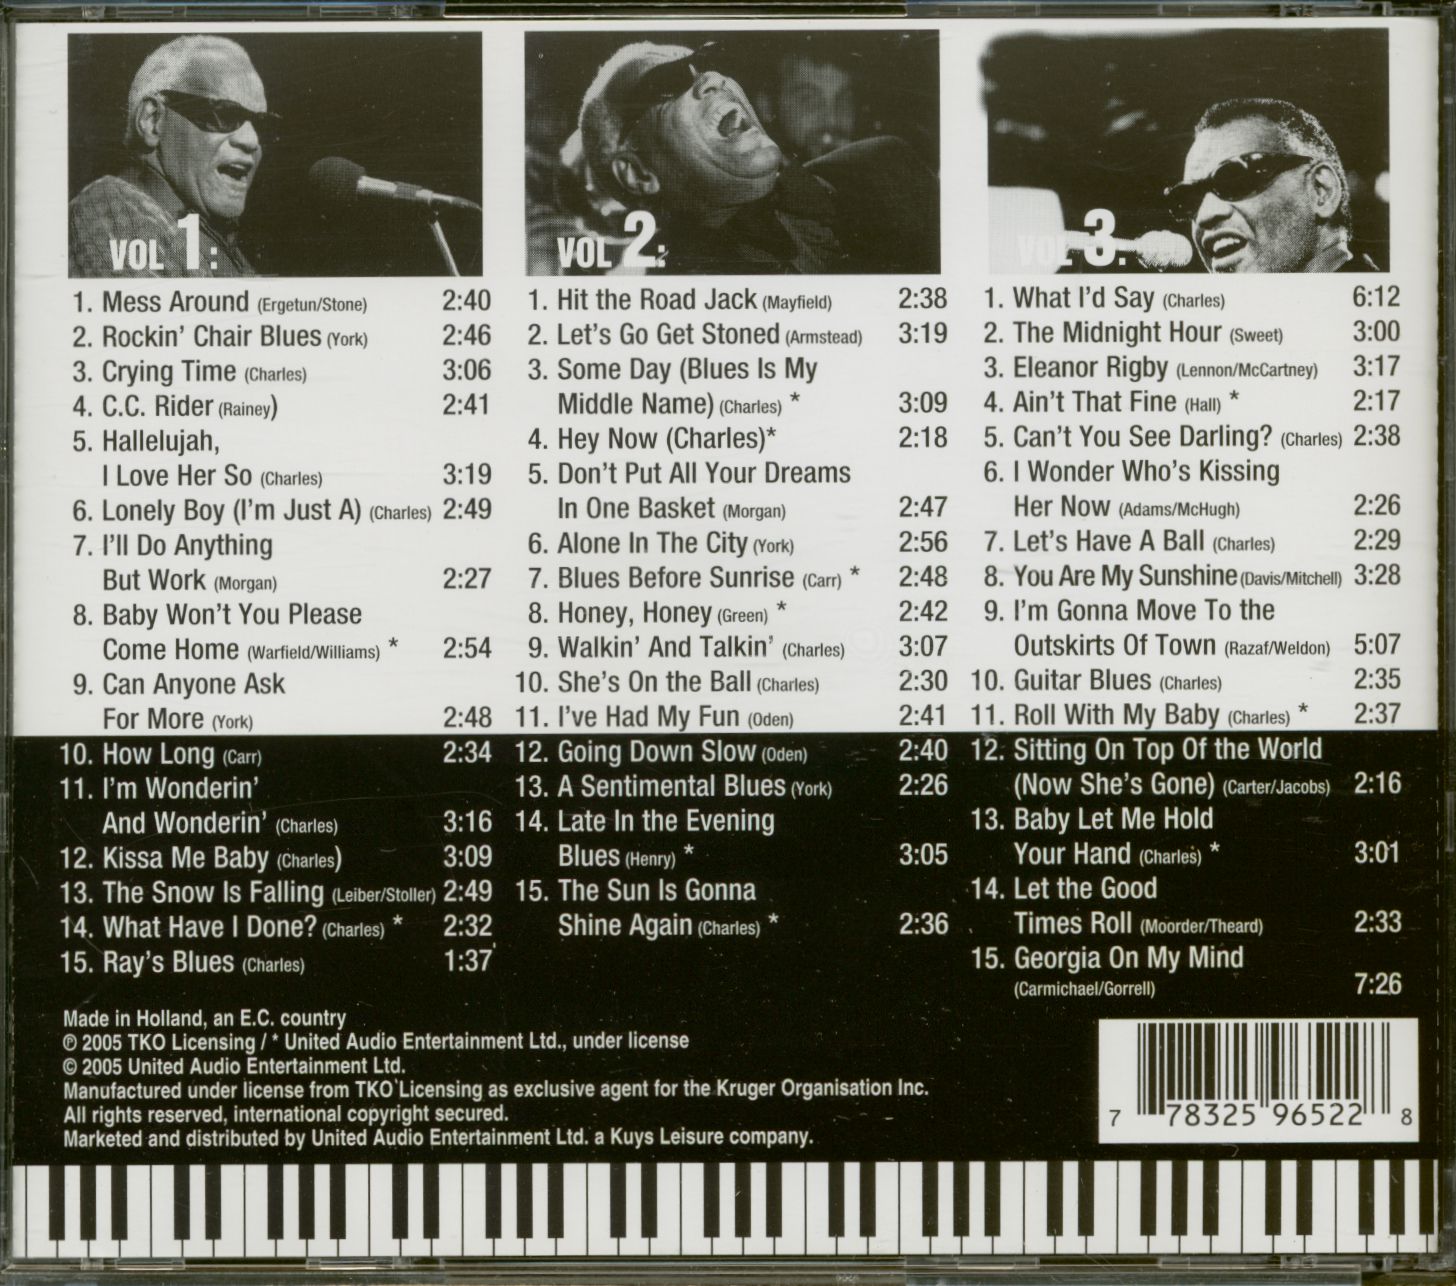 VOL 1:
1. Mess Around (Ergetun/Stone) 2:40
2. Rockin' Chair Blues (York) 2:46
3. Crying Time (Charles) 3:06
4. C.C. Rider (Rainey) 2:41
5. Hallelujah,
I Love Her So (Charles) 3:19
6. Lonely Boy (I'm Just A) (Charles) 2:49
7. I'll Do Anything
But Work (Morgan) 2:27
8. Baby Won't You Please
Come Home (Warfield/Williams) * 2:54
9. Can Anyone Ask
For More (York) 2:48
10. How Long (Carr) 2:34
11. I'm Wonderin'
And Wonderin' (Charles) 3:16
12. Kissa Me Baby (Charles) 3:09
13. The Snow Is Falling (Leiber/Stoller) 2:49
14. What Have I Done? (Charles) * 2:32
15. Ray's Blues (Charles) 1:37
VOL 2:
1. Hit the Road Jack (Mayfield) 2:38
2. Let's Go Get Stoned (Armstead) 3:19
3. Some Day (Blues Is My
Middle Name) (Charles) * 3:09
4. Hey Now (Charles)* 2:18
5. Don't Put All Your Dreams
In One Basket (Morgan) 2:47
6. Alone In The City (York) 2:56
7. Blues Before Sunrise (Carr) * 2:48
8. Honey, Honey (Green) * 2:42
9. Walkin' And Talkin' (Charles) 3:07
10. She's On the Ball (Charles) 2:30
11. I've Had My Fun (Oden) 2:41
12. Going Down Slow (Oden) 2:40
13. A Sentimental Blues (York) 2:26
14. Late In the Evening
Blues (Henry) * 3:05
15. The Sun Is Gonna
Shine Again (Charles) * 2:36
VOL 3:
1. What I'd Say (Charles) 6:12
2. The Midnight Hour (Sweet) 3:00
3. Eleanor Rigby (Lennon/McCartney) 3:17
4. Ain't That Fine (Hall) * 2:17
5. Can't You See Darling? (Charles) 2:38
6. I Wonder Who's Kissing
Her Now (Adams/McHugh) 2:26
7. Let's Have A Ball (Charles) 2:29
8. You Are My Sunshine (Davis/Mitchell) 3:28
9. I'm Gonna Move To the
Outskirts Of Town (Razaf/Weldon) 5:07
10. Guitar Blues (Charles) 2:35
11. Roll With My Baby (Charles) * 2:37
12. Sitting On Top Of the World
(Now She's Gone) (Carter/Jacobs) 2:16
13. Baby Let Me Hold
Your Hand (Charles) * 3:01
14. Let the Good
Times Roll (Moorder/Theard) 2:33
15. Georgia On My Mind
(Carmichael/Gorrell) 7:26
Made in Holland, an E.C. country
℗ 2005 TKO Licensing / * United Audio Entertainment Ltd., under license
© 2005 United Audio Entertainment Ltd.
Manufactured under license from TKO Licensing as exclusive agent for the Kruger Organisation Inc.
All rights reserved, international copyright secured.
Marketed and distributed by United Audio Entertainment Ltd. a Kuys Leisure company.
7 78325 96522 8